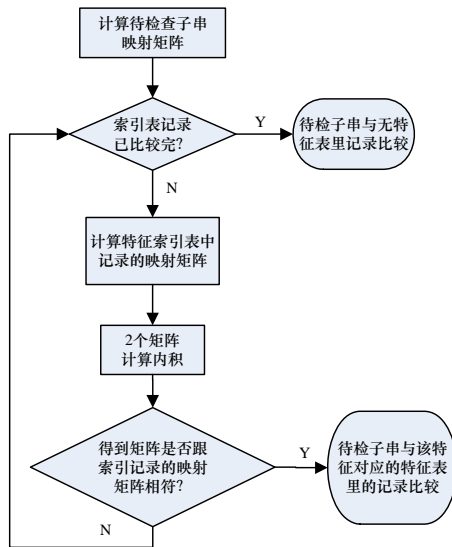 计算待检查子串
映射矩阵
索引表记录
已比较完?
Y
待检子串与无特
征表里记录比较
N
计算特征索引表中
记录的映射矩阵
2个矩阵
计算内积
得到矩阵是否跟
索引记录的映射
矩阵相符?
Y
待检子串与该特
征对应的特征表
里的记录比较
N